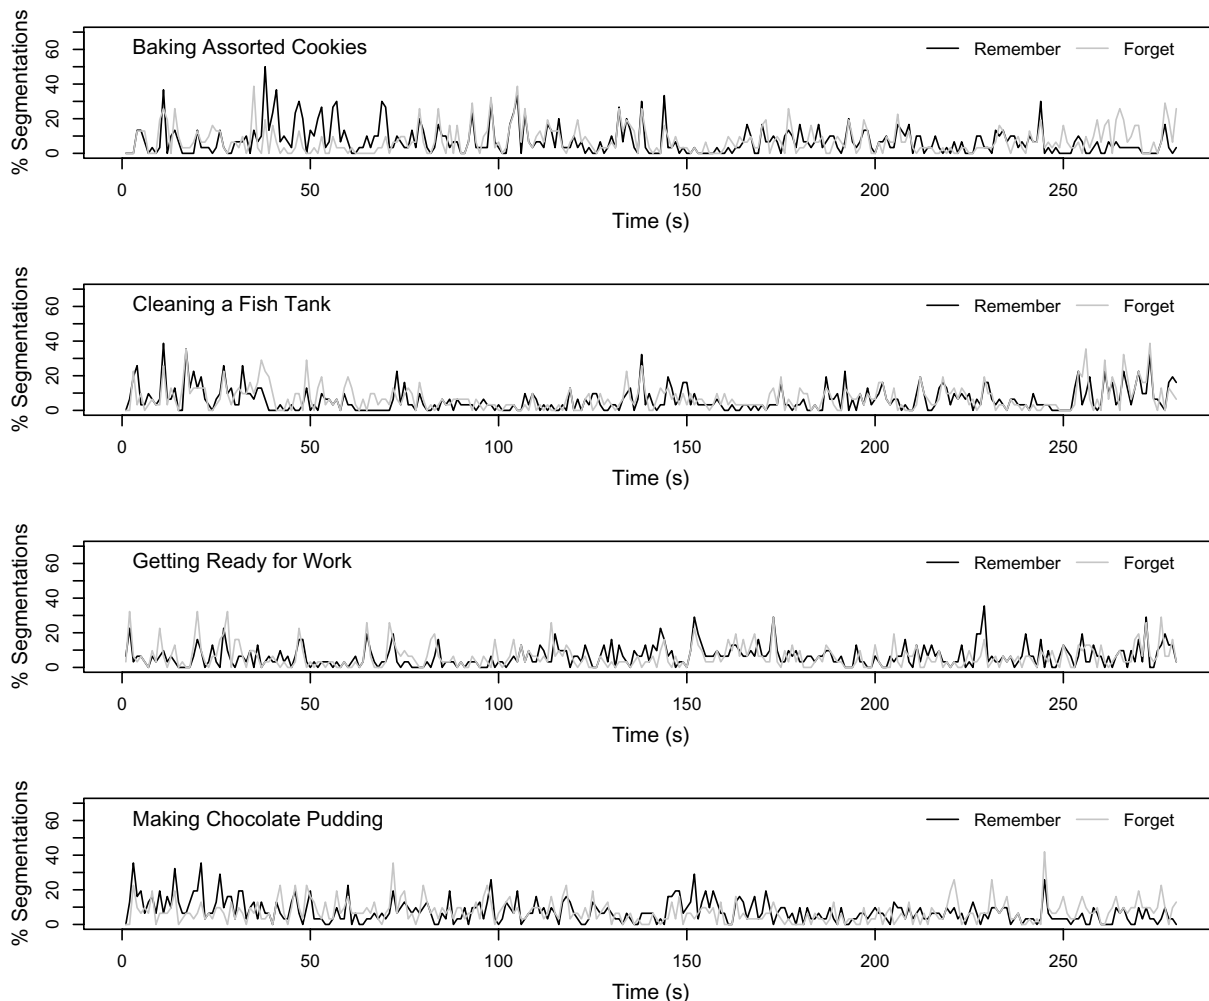 Baking Assorted Cookies
Remember Forget
% Segmentations
0 20 40 60
0 50 100 150 200 250
Time (s)
Cleaning a Fish Tank
Remember Forget
% Segmentations
0 20 40 60
0 50 100 150 200 250
Time (s)
Getting Ready for Work
Remember Forget
% Segmentations
0 20 40 60
0 50 100 150 200 250
Time (s)
Making Chocolate Pudding
Remember Forget
% Segmentations
0 20 40 60
0 50 100 150 200 250
Time (s)